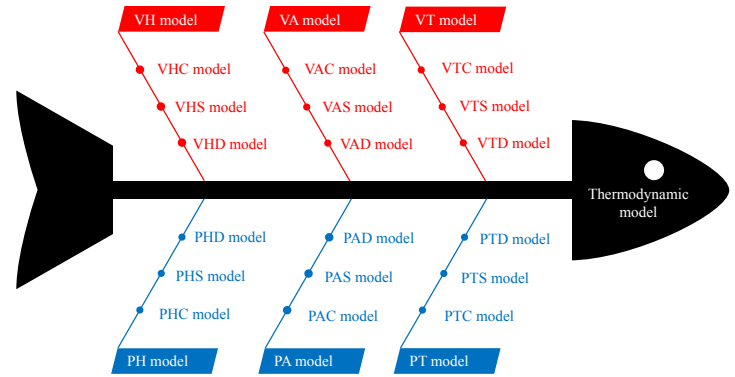 VH model
VA model
VT model
VHC model
VAC model
VTC model
VHS model
VAS model
VTS model
VHD model
VAD model
VTD model
Thermodynamic
model
PHD model
PAD model
PTD model
PHS model
PAS model
PTS model
PHC model
PAC model
PTC model
PH model
PA model
PT model